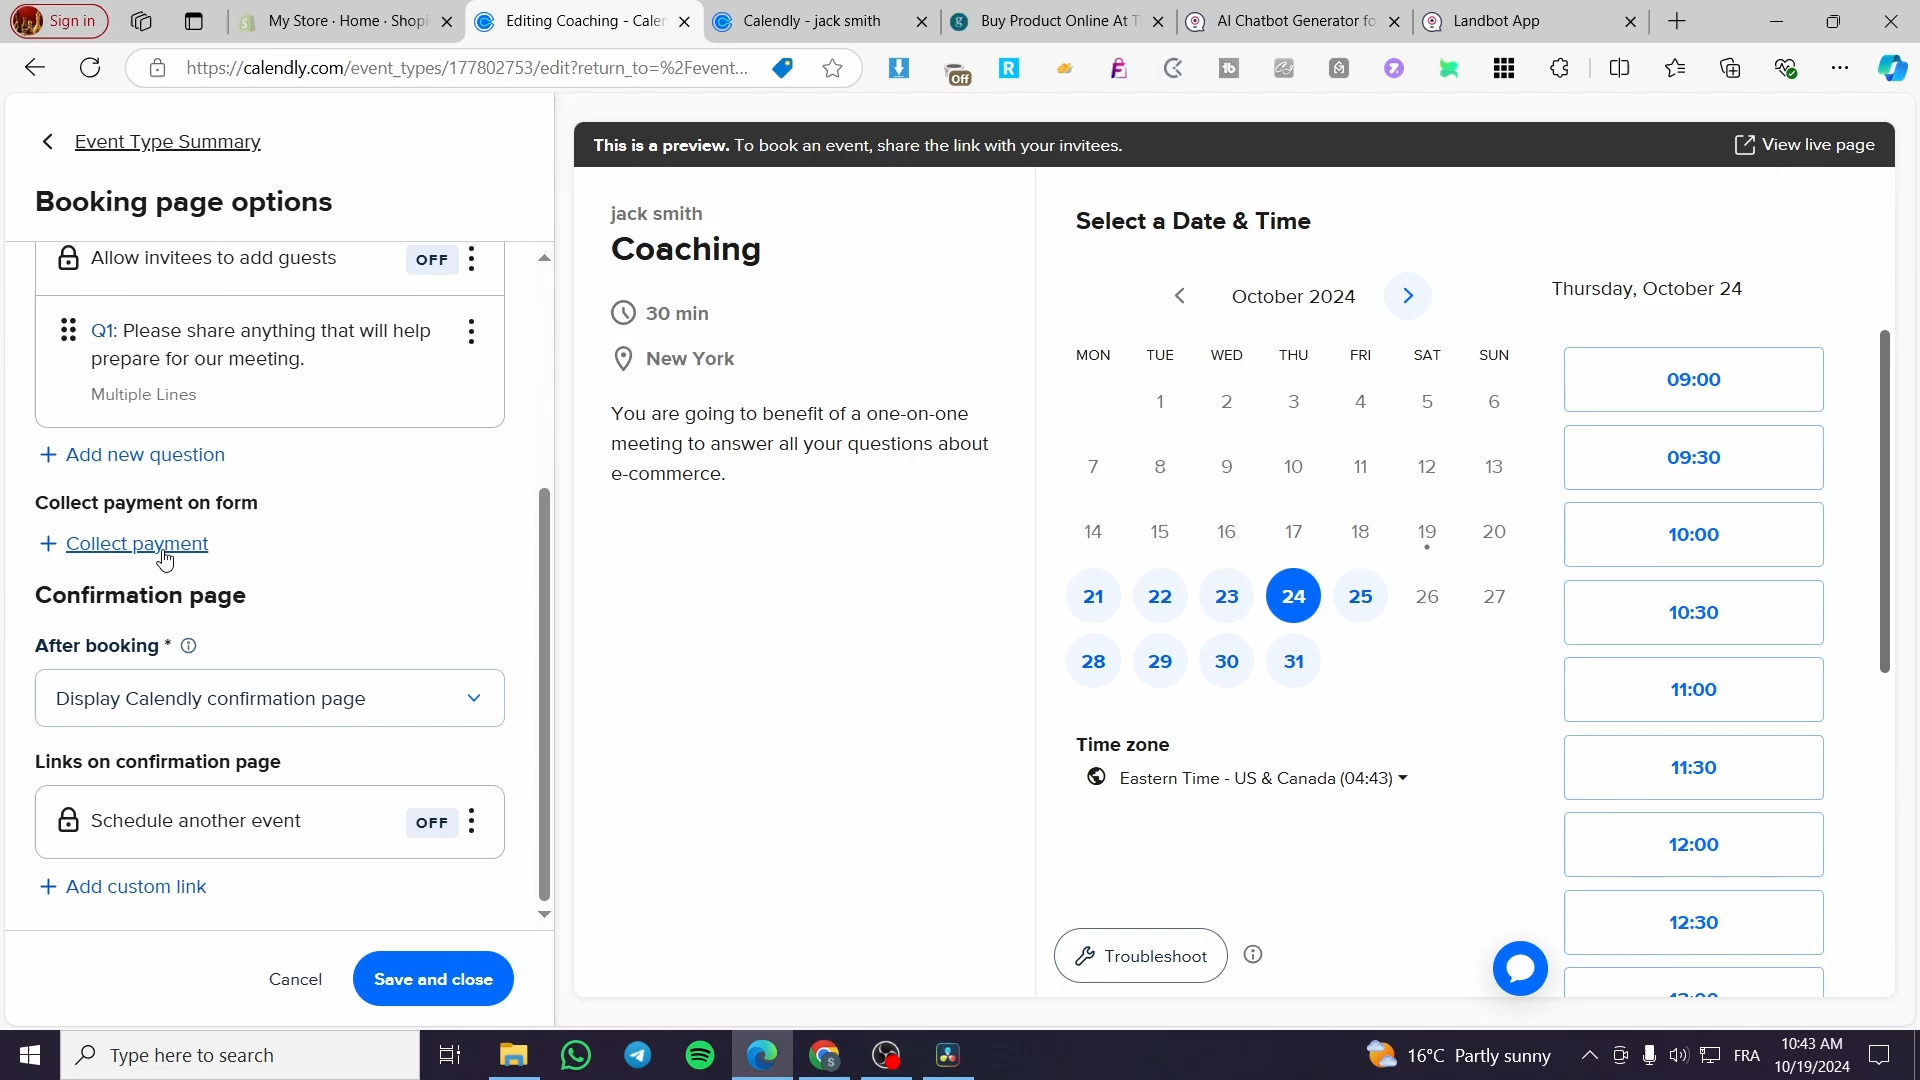 Sign in
My Store · Home · Shopi
Editing Coaching - Calen
Calendly - jack smith
Buy Product Online At T
AI Chatbot Generator fo
Landbot App
https://calendly.com/event_types/177802753/edit?return_to=%2Fevent...
Off
Event Type Summary
Booking page options
Allow invitees to add guests
OFF
Q1: Please share anything that will help
prepare for our meeting.
Multiple Lines
+ Add new question
Collect payment on form
+ Collect payment
Confirmation page
After booking *
Display Calendly confirmation page
Links on confirmation page
Schedule another event
OFF
+ Add custom link
Cancel
Save and close
This is a preview. To book an event, share the link with your invitees.
View live page
jack smith
Coaching
30 min
New York
You are going to benefit of a one-on-one
meeting to answer all your questions about
e-commerce.
Select a Date & Time
October 2024
MON TUE WED THU FRI SAT SUN
1 2 3 4 5 6
7 8 9 10 11 12 13
14 15 16 17 18 19 20
21 22 23 24 25 26 27
28 29 30 31
Time zone
Eastern Time - US & Canada (04:43)
Troubleshoot
Thursday, October 24
09:00
09:30
10:00
10:30
11:00
11:30
12:00
12:30
13:00
Type here to search
16°C Partly sunny
FRA
10:43 AM
10/19/2024